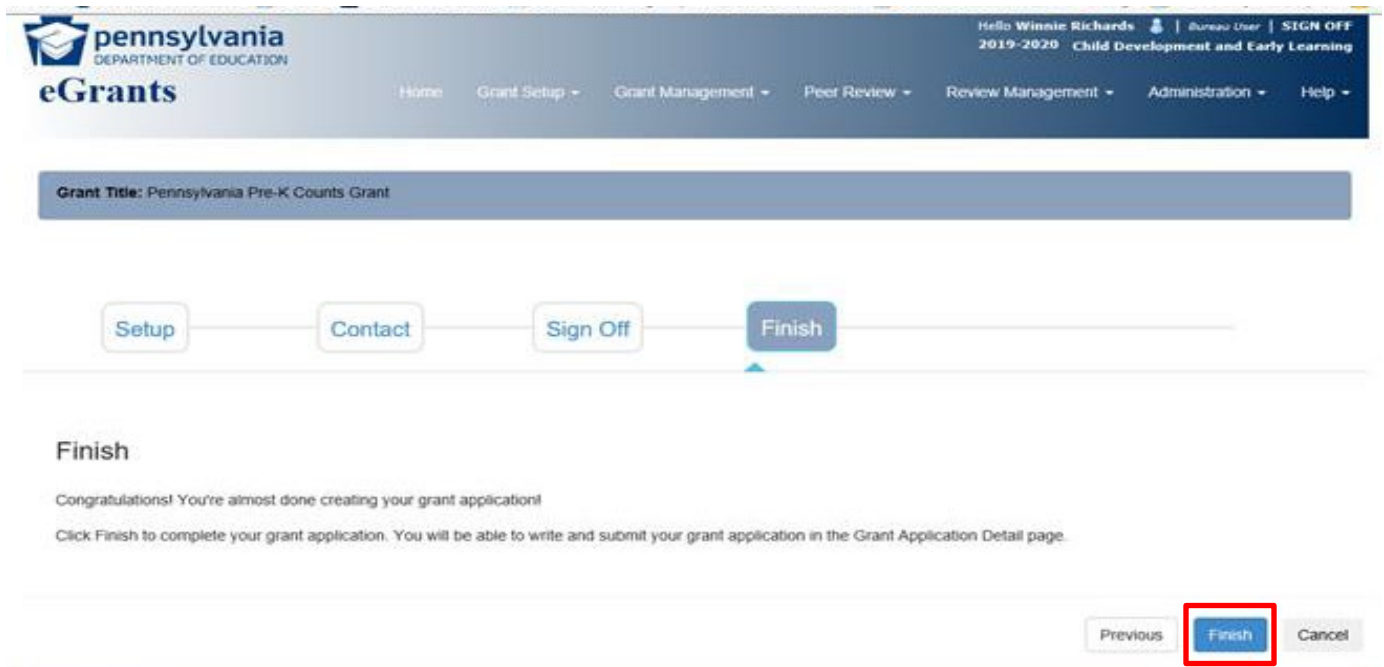 pennsylvania
DEPARTMENT OF EDUCATION
eGrants
Hello Winnie Richards | Bureau User | SIGN OFF
2019-2020 Child Development and Early Learning
Home Grant Setup Grant Management Peer Review Review Management Administration Help
Grant Title: Pennsylvania Pre-K Counts Grant
Setup Contact Sign Off Finish
Finish
Congratulations! You're almost done creating your grant application!
Click Finish to complete your grant application. You will be able to write and submit your grant application in the Grant Application Detail page.
Previous Finish Cancel